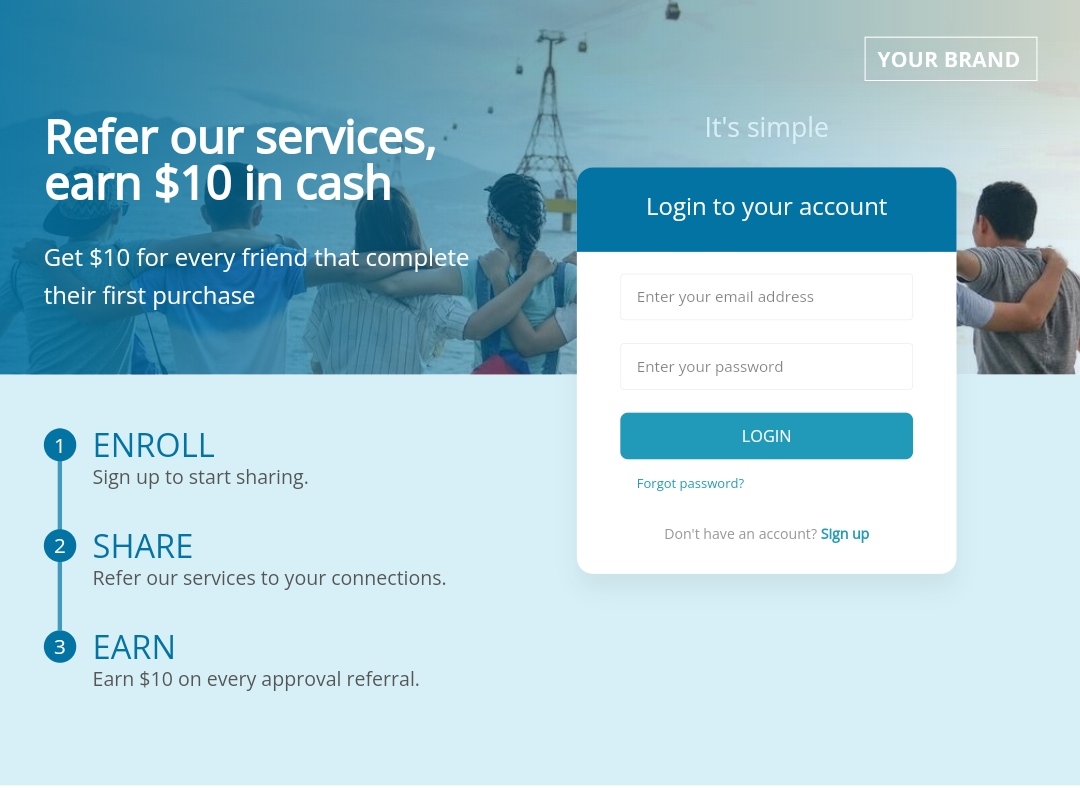 YOUR BRAND
Refer our services,
earn $10 in cash
Get $10 for every friend that complete
their first purchase
It's simple
Login to your account
Enter your email address
Enter your password
LOGIN
Forgot password?
Don't have an account? Sign up
1 ENROLL
Sign up to start sharing.
2 SHARE
Refer our services to your connections.
3 EARN
Earn $10 on every approval referral.